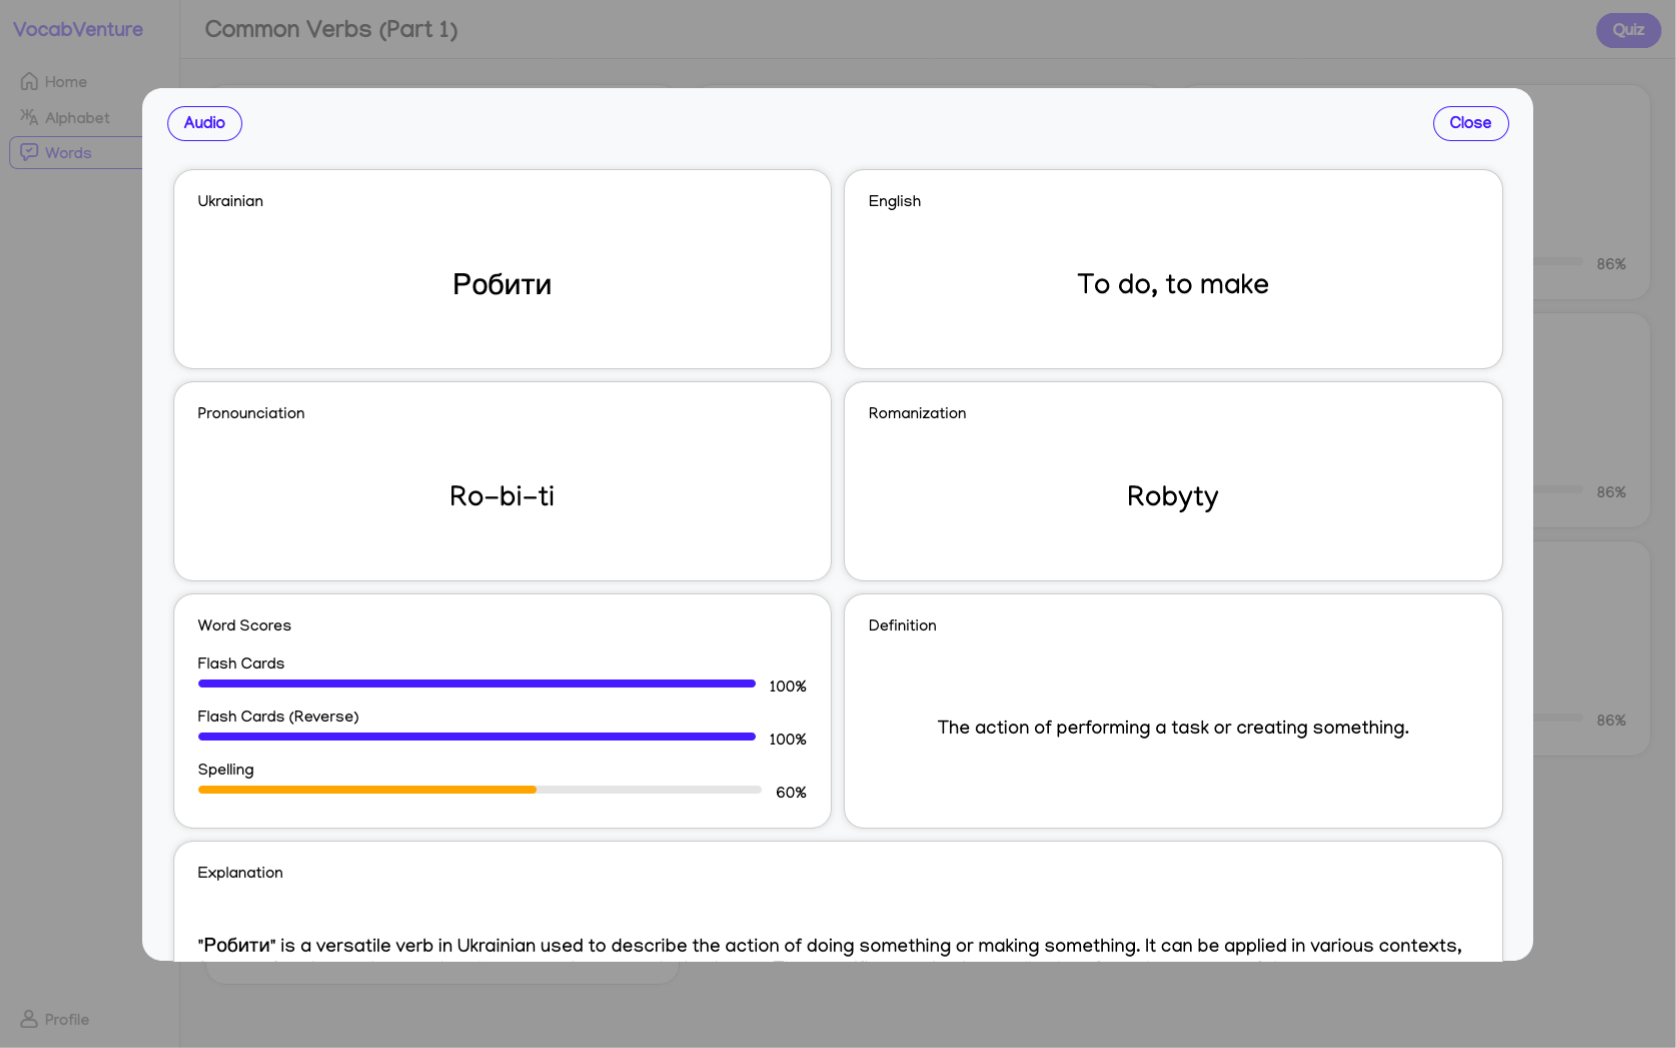 VocabVenture
Common Verbs (Part 1)
Quiz
Home
Alphabet
Words
Audio
Close
Ukrainian
Робити
English
To do, to make
86%
Pronounciation
Ro-bi-ti
Romanization
Robyty
86%
Word Scores
Flash Cards
100%
Flash Cards (Reverse)
100%
Spelling
60%
Definition
The action of performing a task or creating something.
86%
Explanation
"Робити" is a versatile verb in Ukrainian used to describe the action of doing something or making something. It can be applied in various contexts,
Profile